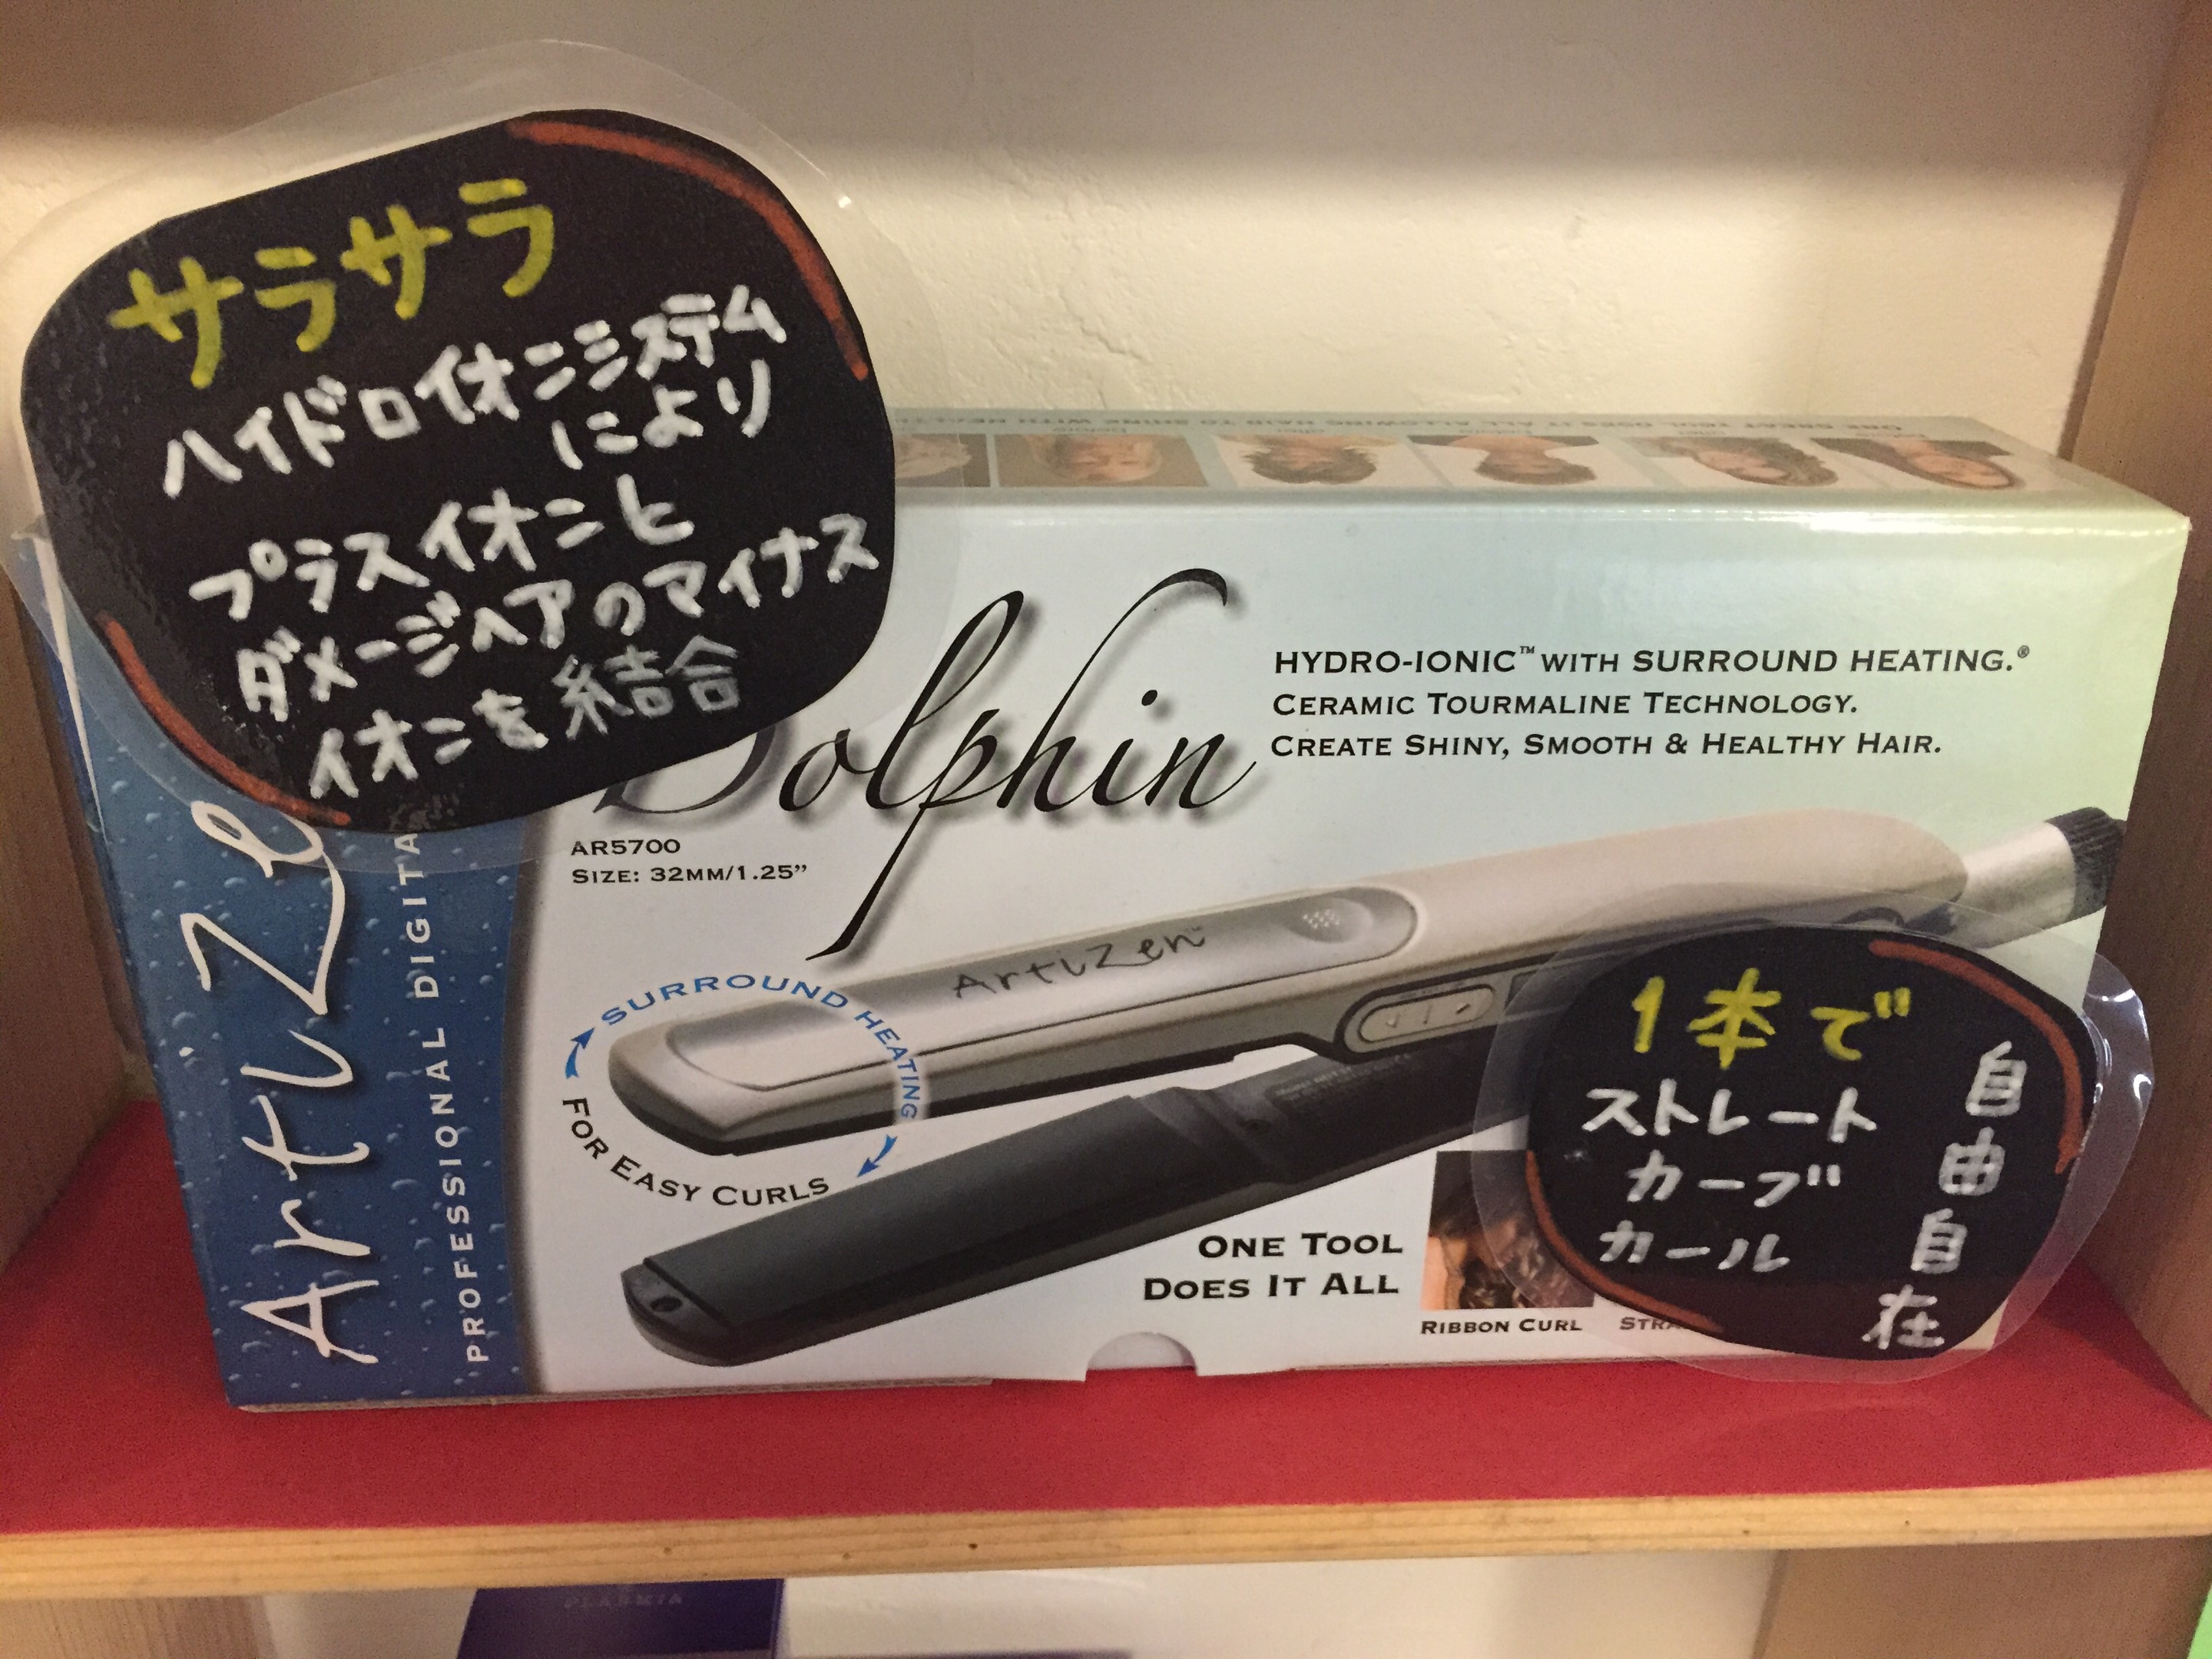 サラサラ
ハイドロイオンシステム
により
プラスイオンと
ダメージヘアのマイナス
イオンを結合
Dolphin
HYDRO-IONIC™ WITH SURROUND HEATING.®
CERAMIC TOURMALINE TECHNOLOGY.
CREATE SHINY, SMOOTH & HEALTHY HAIR.
AR5700
SIZE: 32MM/1.25”
PROFESSIONAL
ArtiZen™
SURROUND HEATING
FOR EASY CURLS
ONE TOOL
DOES IT ALL
RIBBON CURL
1本で
ストレート
カーブ
カール
自由自在